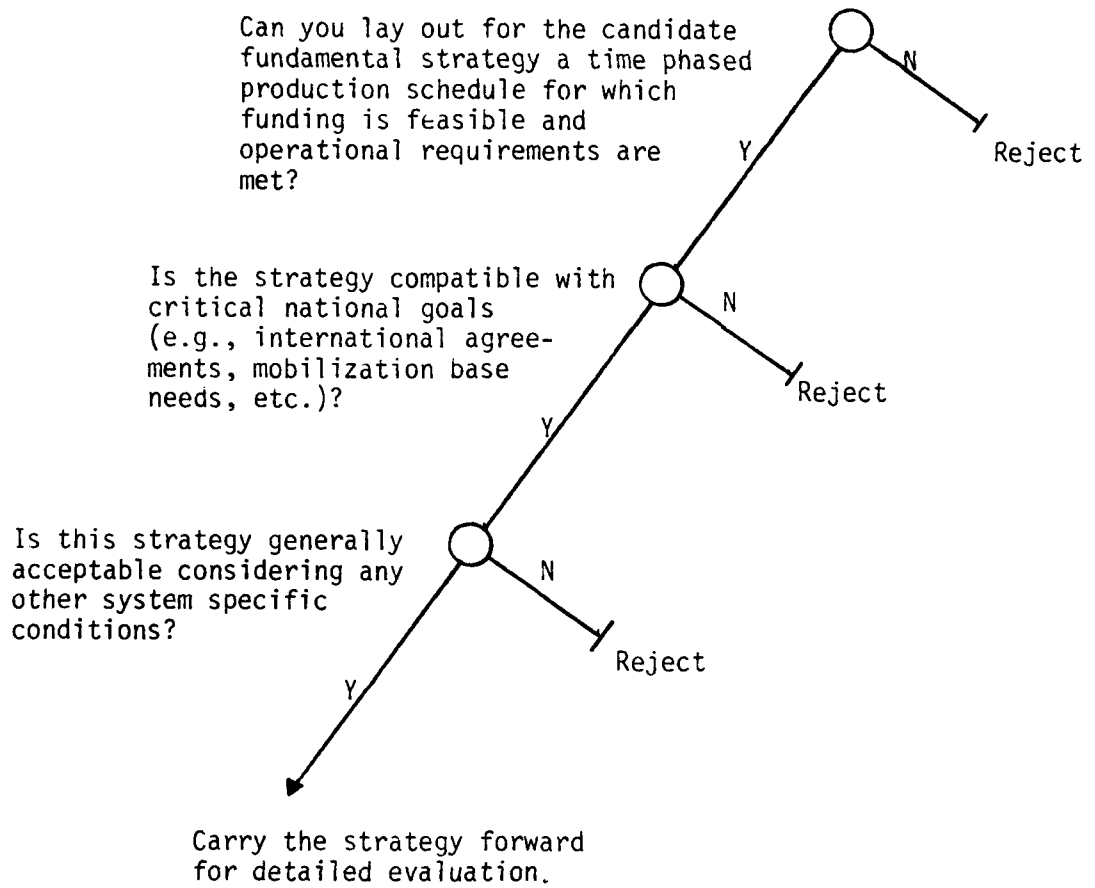 Can you lay out for the candidate
fundamental strategy a time phased
production schedule for which
funding is feasible and
operational requirements are
met?
N
Y
Reject
Is the strategy compatible with
critical national goals
(e.g., international agree-
ments, mobilization base
needs, etc.)?
N
Reject
Y
Is this strategy generally
acceptable considering any
other system specific
conditions?
N
Reject
Y
Carry the strategy forward
for detailed evaluation.